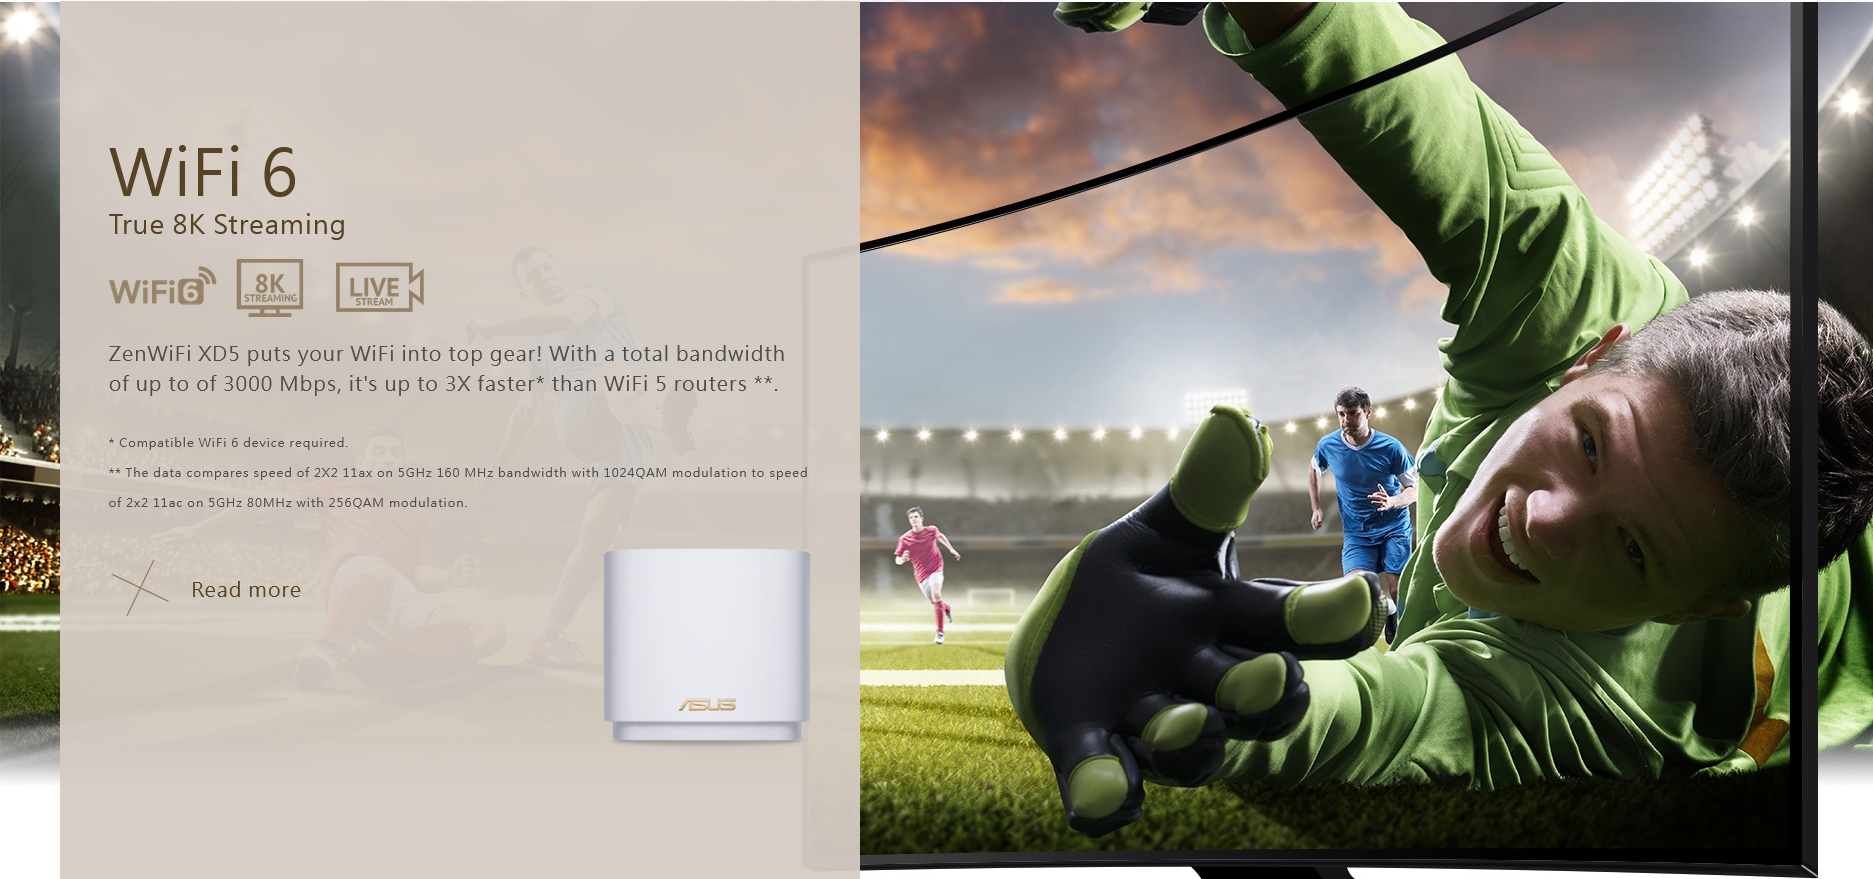 WiFi 6
True 8K Streaming
WiFi 6
8K
STREAMING
LIVE
STREAM
ZenWiFi XD5 puts your WiFi into top gear! With a total bandwidth
of up to of 3000 Mbps, it's up to 3X faster* than WiFi 5 routers **.
* Compatible WiFi 6 device required.
** The data compares speed of 2X2 11ax on 5GHz 160 MHz bandwidth with 1024QAM modulation to speed
of 2x2 11ac on 5GHz 80MHz with 256QAM modulation.
Read more
ASUS